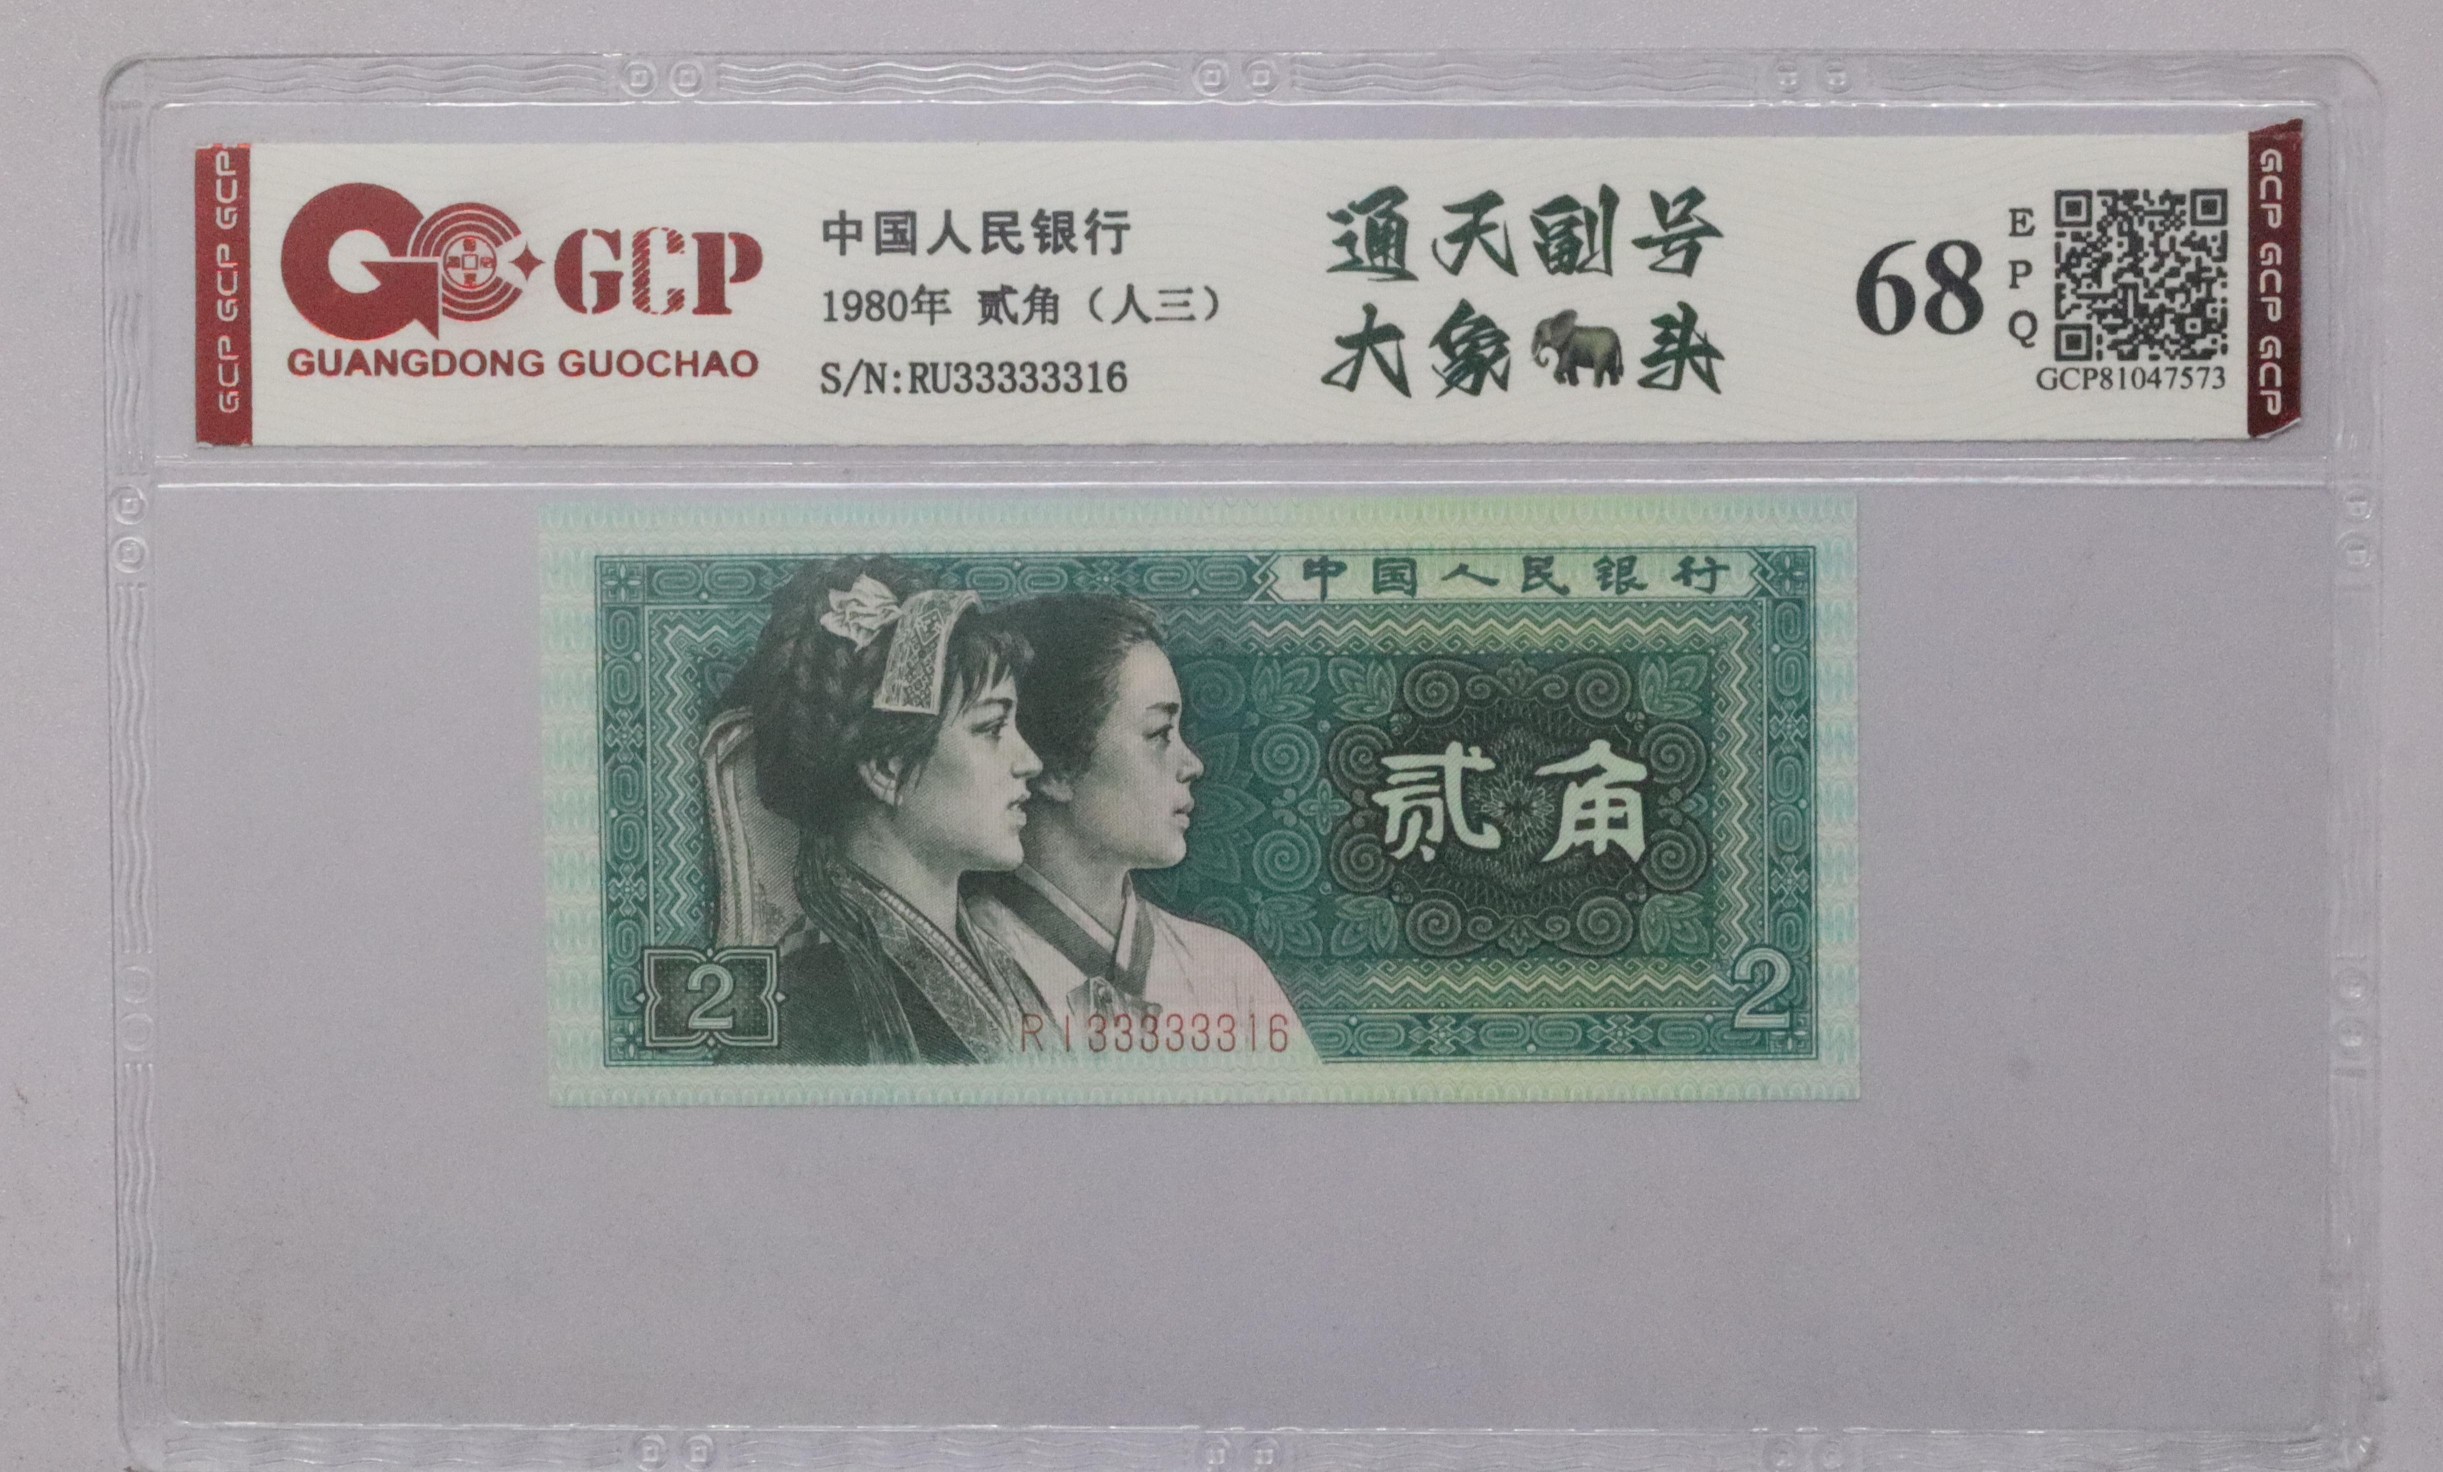 GCP GCP GCP
GCP
GUANGDONG GUOCHAO
中国人民银行
1980年 贰角（人三）
S/N:RU33333316
通天副号
大象头
68
EPQ
GCP81047573
GCP GCP GCP
中国人民银行
贰角
2
2
RI33333316